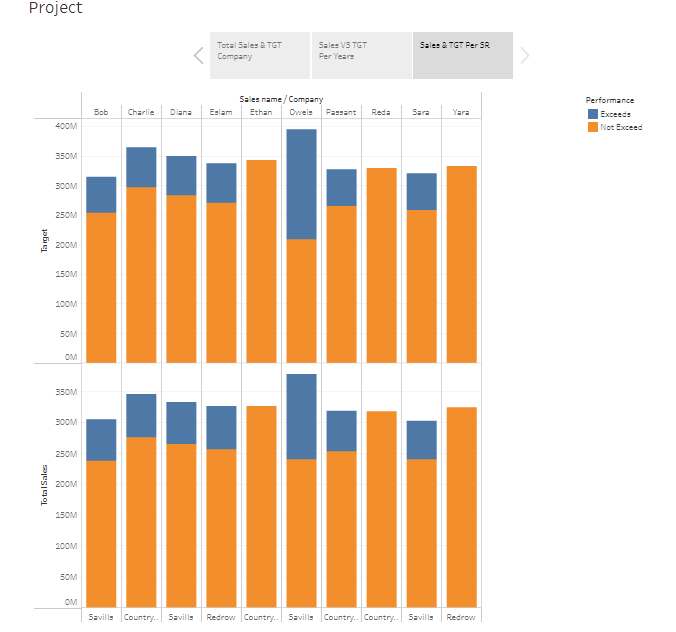 Project
Total Sales & TGT
Company
Sales VS TGT
Per Years
Sales & TGT Per SR
Sales name / Company
Bob Charlie Diana Eslam Ethan Oweis Passant Reda Sara Yara
Performance
Exceeds
Not Exceed
400M
350M
300M
250M
200M
150M
100M
50M
0M
Target
350M
300M
250M
200M
150M
100M
50M
0M
Total Sales
Savills Country.. Savills Redrow Country.. Savills Country.. Country.. Savills Redrow